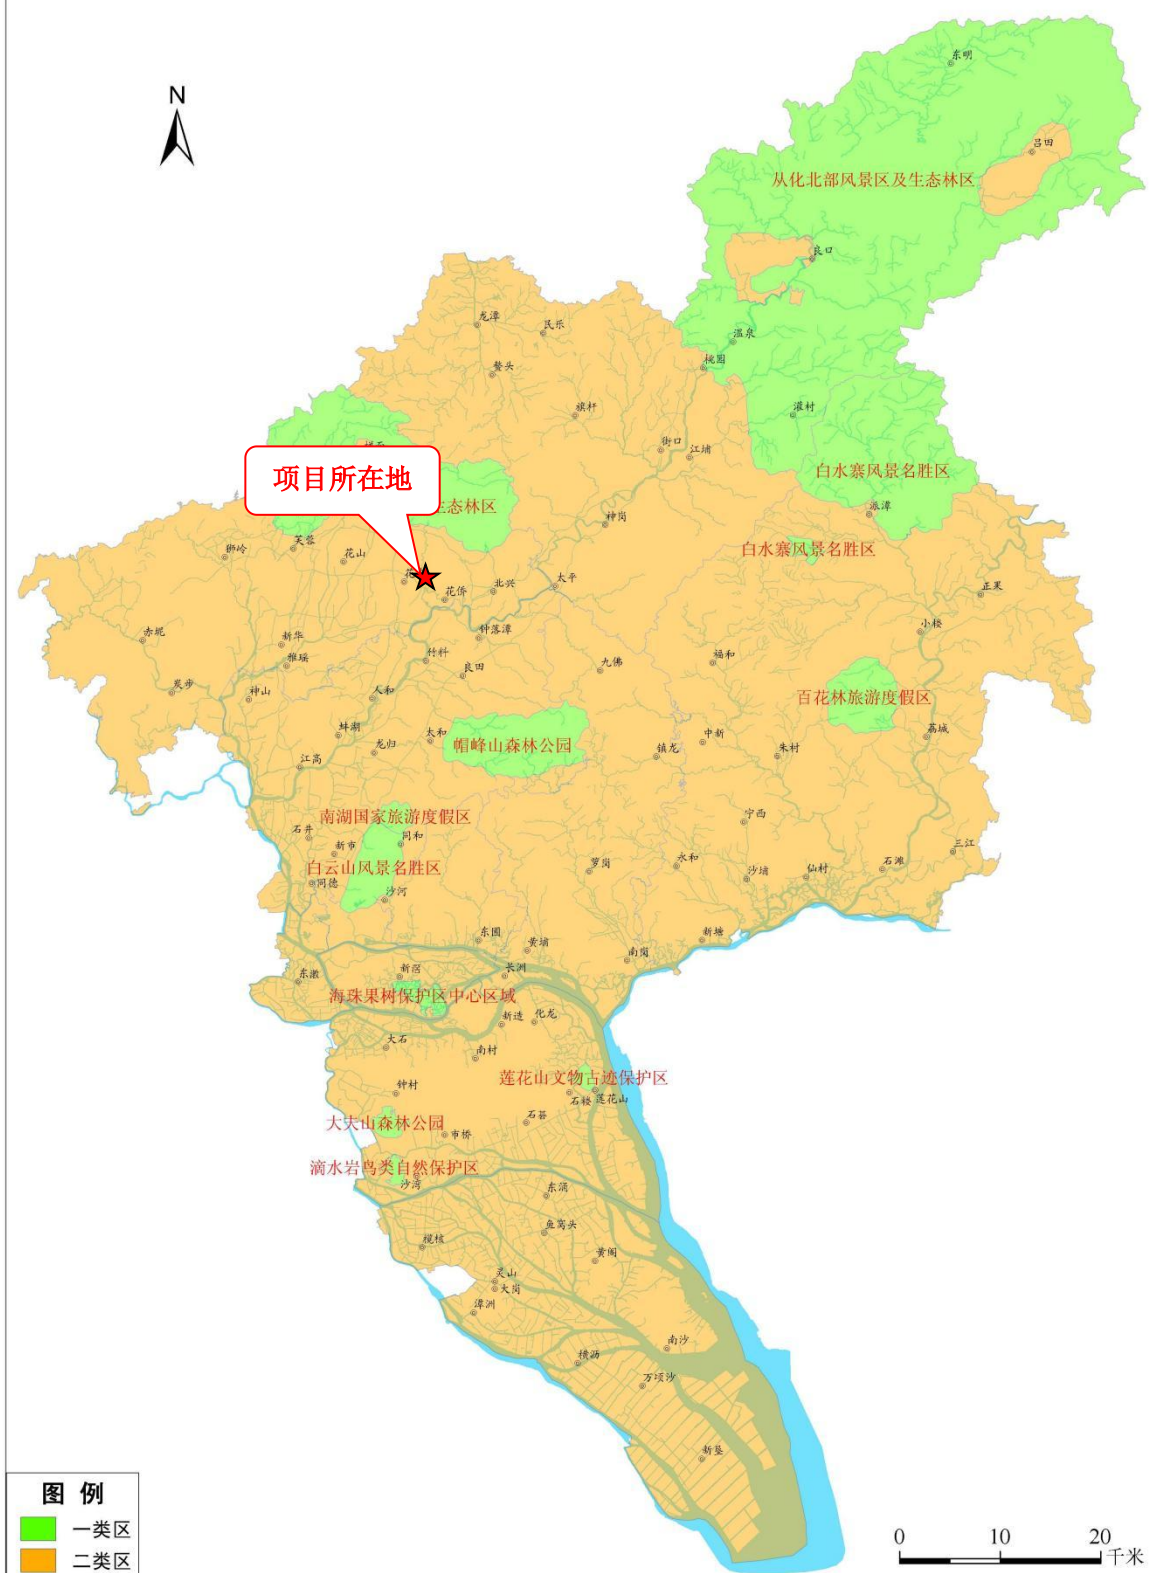 N
东明
吕田
从化北部风景区及生态林区
良口
龙潭
民乐
温泉
鳌头
桃园
旗杆
灌村
街口
江埔
项目所在地
白水寨风景名胜区
生态林区
派潭
神岗
芙蓉
狮岭
花山
白水寨风景名胜区
太平
北兴
正果
花侨
小楼
赤坭
新华
钟落潭
雅瑶
竹料
良田
九佛
福和
炭步
神山
人和
百花林旅游度假区
蚌湖
太和
龙归
帽峰山森林公园
镇龙
中新
朱村
荔城
江高
南湖国家旅游度假区
石井
同和
宁西
新市
白云山风景名胜区
三江
同德
沙河
萝岗
永和
沙埔
仙村
石滩
东圃
黄埔
新塘
南岗
东漖
新滘
长洲
海珠果树保护区中心区域
新造
化龙
大石
南村
莲花山文物古迹保护区
钟村
石楼
莲花山
大夫山森林公园
石碁
市桥
滴水岩鸟类自然保护区
沙湾
东涌
鱼窝头
榄核
黄阁
灵山
大岗
潭洲
南沙
横沥
万顷沙
新垦
图 例
一类区
二类区
0 10 20
千米